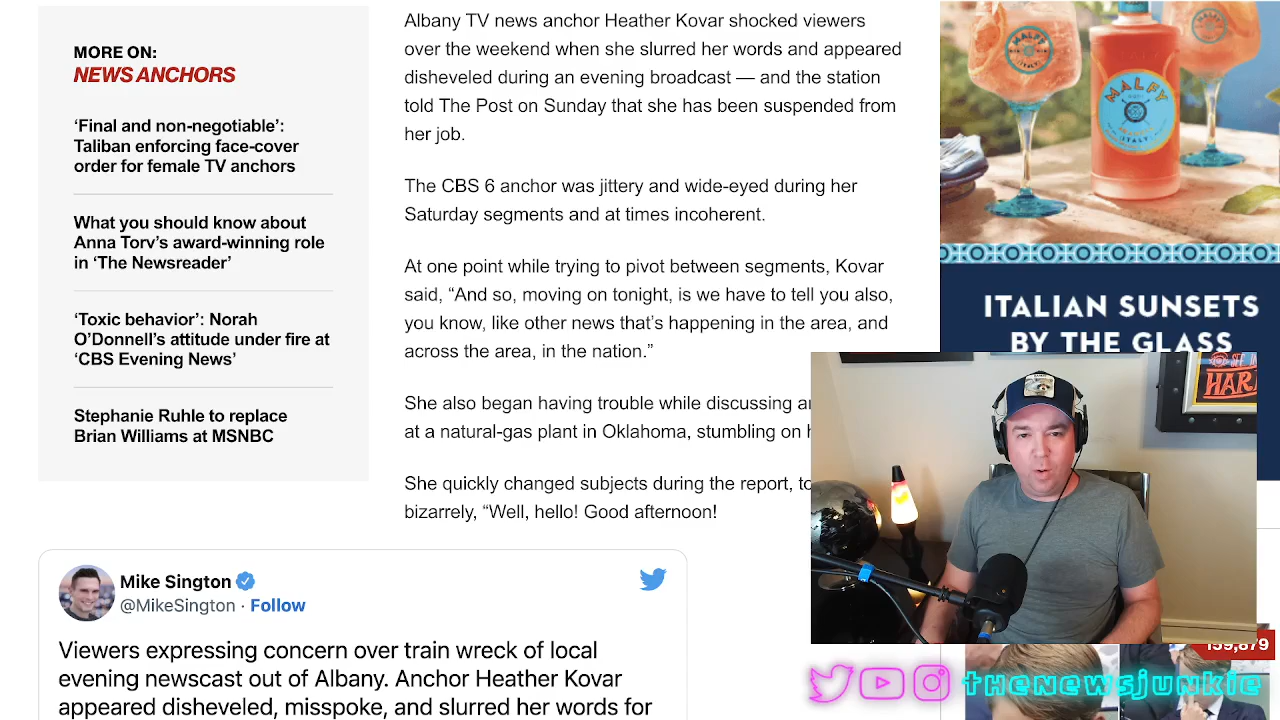 MORE ON:
NEWS ANCHORS
‘Final and non-negotiable’:
Taliban enforcing face-cover
order for female TV anchors
What you should know about
Anna Torv’s award-winning role
in ‘The Newsreader’
‘Toxic behavior’: Norah
O’Donnell’s attitude under fire at
‘CBS Evening News’
Stephanie Ruhle to replace
Brian Williams at MSNBC
Albany TV news anchor Heather Kovar shocked viewers
over the weekend when she slurred her words and appeared
disheveled during an evening broadcast — and the station
told The Post on Sunday that she has been suspended from
her job.
The CBS 6 anchor was jittery and wide-eyed during her
Saturday segments and at times incoherent.
At one point while trying to pivot between segments, Kovar
said, “And so, moving on tonight, is we have to tell you also,
you know, like other news that’s happening in the area, and
across the area, in the nation.”
She also began having trouble while discussing
at a natural-gas plant in Oklahoma, stumbling on
She quickly changed subjects during the report,
bizarrely, “Well, hello! Good afternoon!
Mike Sington
@MikeSington · Follow
Viewers expressing concern over train wreck of local
evening newscast out of Albany. Anchor Heather Kovar
appeared disheveled, misspoke, and slurred her words for
MALFY
ITALY
MALFY
ITALY
ITALIAN SUNSETS
BY THE GLASS
HAR
159,879
thenewsjunkie